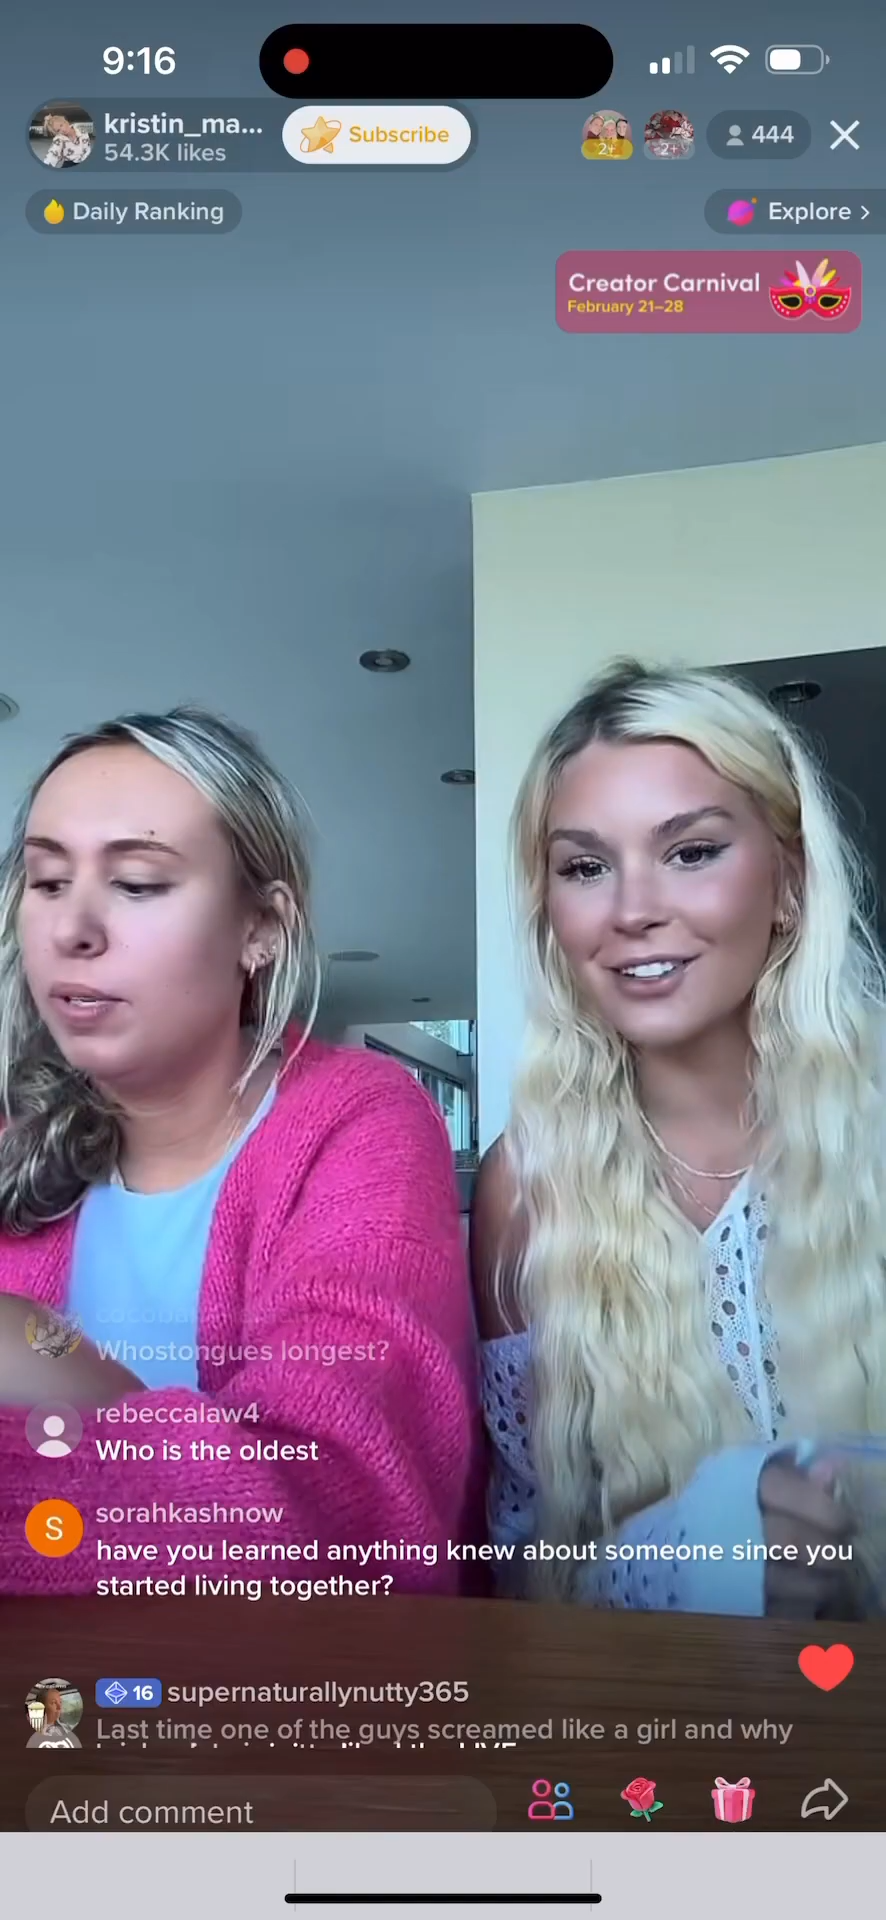 9:16
kristin_ma...
54.3K likes
Subscribe
2+
2+
444
Daily Ranking
Explore >
Creator Carnival
February 21–28
Whostongues longest?
rebeccalaw4
Who is the oldest
S
sorahkashnow
have you learned anything knew about someone since you
started living together?
16 supernaturallynutty365
Last time one of the guys screamed like a girl and why
Add comment